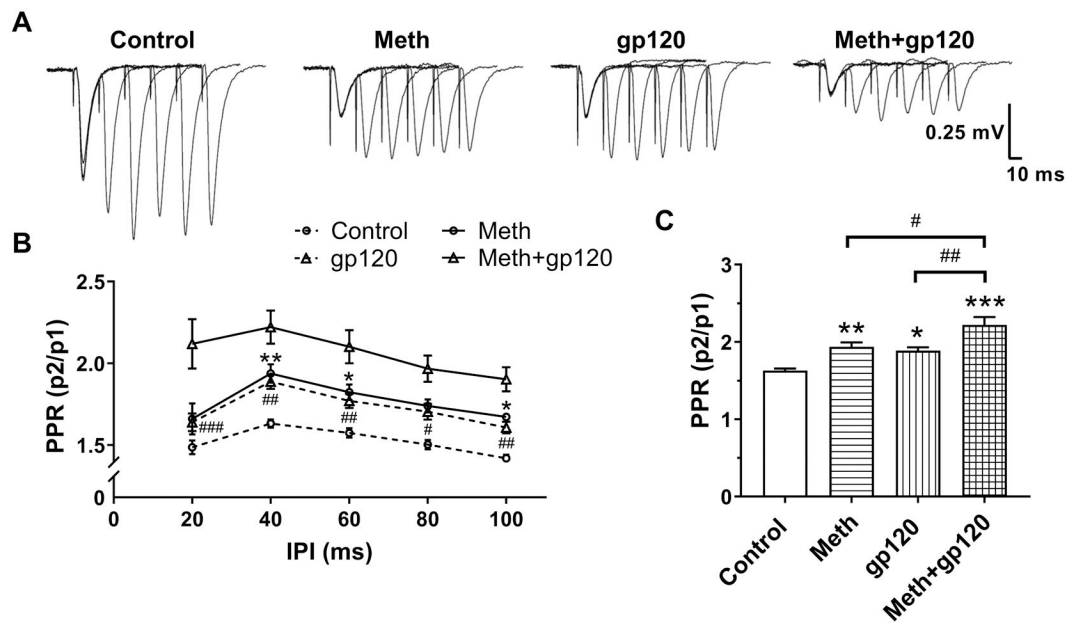 A
Control
Meth
gp120
Meth+gp120
0.25 mV
10 ms
B
Control
Meth
gp120
Meth+gp120
PPR (p2/p1)
2.5
2.0
1.5
0
**
*
*
##
###
##
#
##
0 20 40 60 80 100
IPI (ms)
C
#
##
PPR (p2/p1)
3
2
1
0
**
*
***
Control
Meth
gp120
Meth+gp120